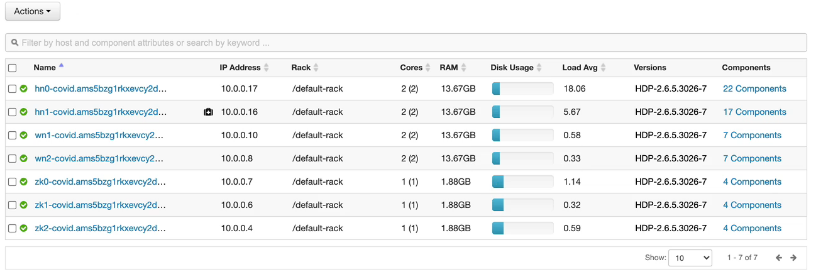 Actions
Filter by host and component attributes or search by keyword ...
Name IP Address Rack Cores RAM Disk Usage Load Avg Versions Components
hn0-covid.ams5bzg1rkxevcy2d... 10.0.0.17 /default-rack 2 (2) 13.67GB 18.06 HDP-2.6.5.3026-7 22 Components
hn1-covid.ams5bzg1rkxevcy2d... 10.0.0.16 /default-rack 2 (2) 13.67GB 5.67 HDP-2.6.5.3026-7 17 Components
wn1-covid.ams5bzg1rkxevcy2... 10.0.0.10 /default-rack 2 (2) 13.67GB 0.58 HDP-2.6.5.3026-7 7 Components
wn2-covid.ams5bzg1rkxevcy2... 10.0.0.8 /default-rack 2 (2) 13.67GB 0.33 HDP-2.6.5.3026-7 7 Components
zk0-covid.ams5bzg1rkxevcy2d... 10.0.0.7 /default-rack 1 (1) 1.88GB 1.14 HDP-2.6.5.3026-7 4 Components
zk1-covid.ams5bzg1rkxevcy2d... 10.0.0.6 /default-rack 1 (1) 1.88GB 0.32 HDP-2.6.5.3026-7 4 Components
zk2-covid.ams5bzg1rkxevcy2d... 10.0.0.4 /default-rack 1 (1) 1.88GB 0.59 HDP-2.6.5.3026-7 4 Components
Show: 10 1 - 7 of 7